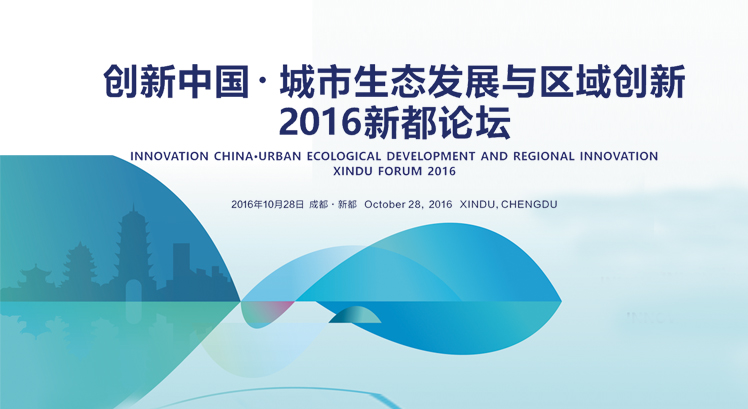 创新中国·城市生态发展与区域创新
2016新都论坛
INNOVATION CHINA•URBAN ECOLOGICAL DEVELOPMENT AND REGIONAL INNOVATION
XINDU FORUM 2016
2016年10月28日 成都·新都 October 28, 2016 XINDU, CHENGDU